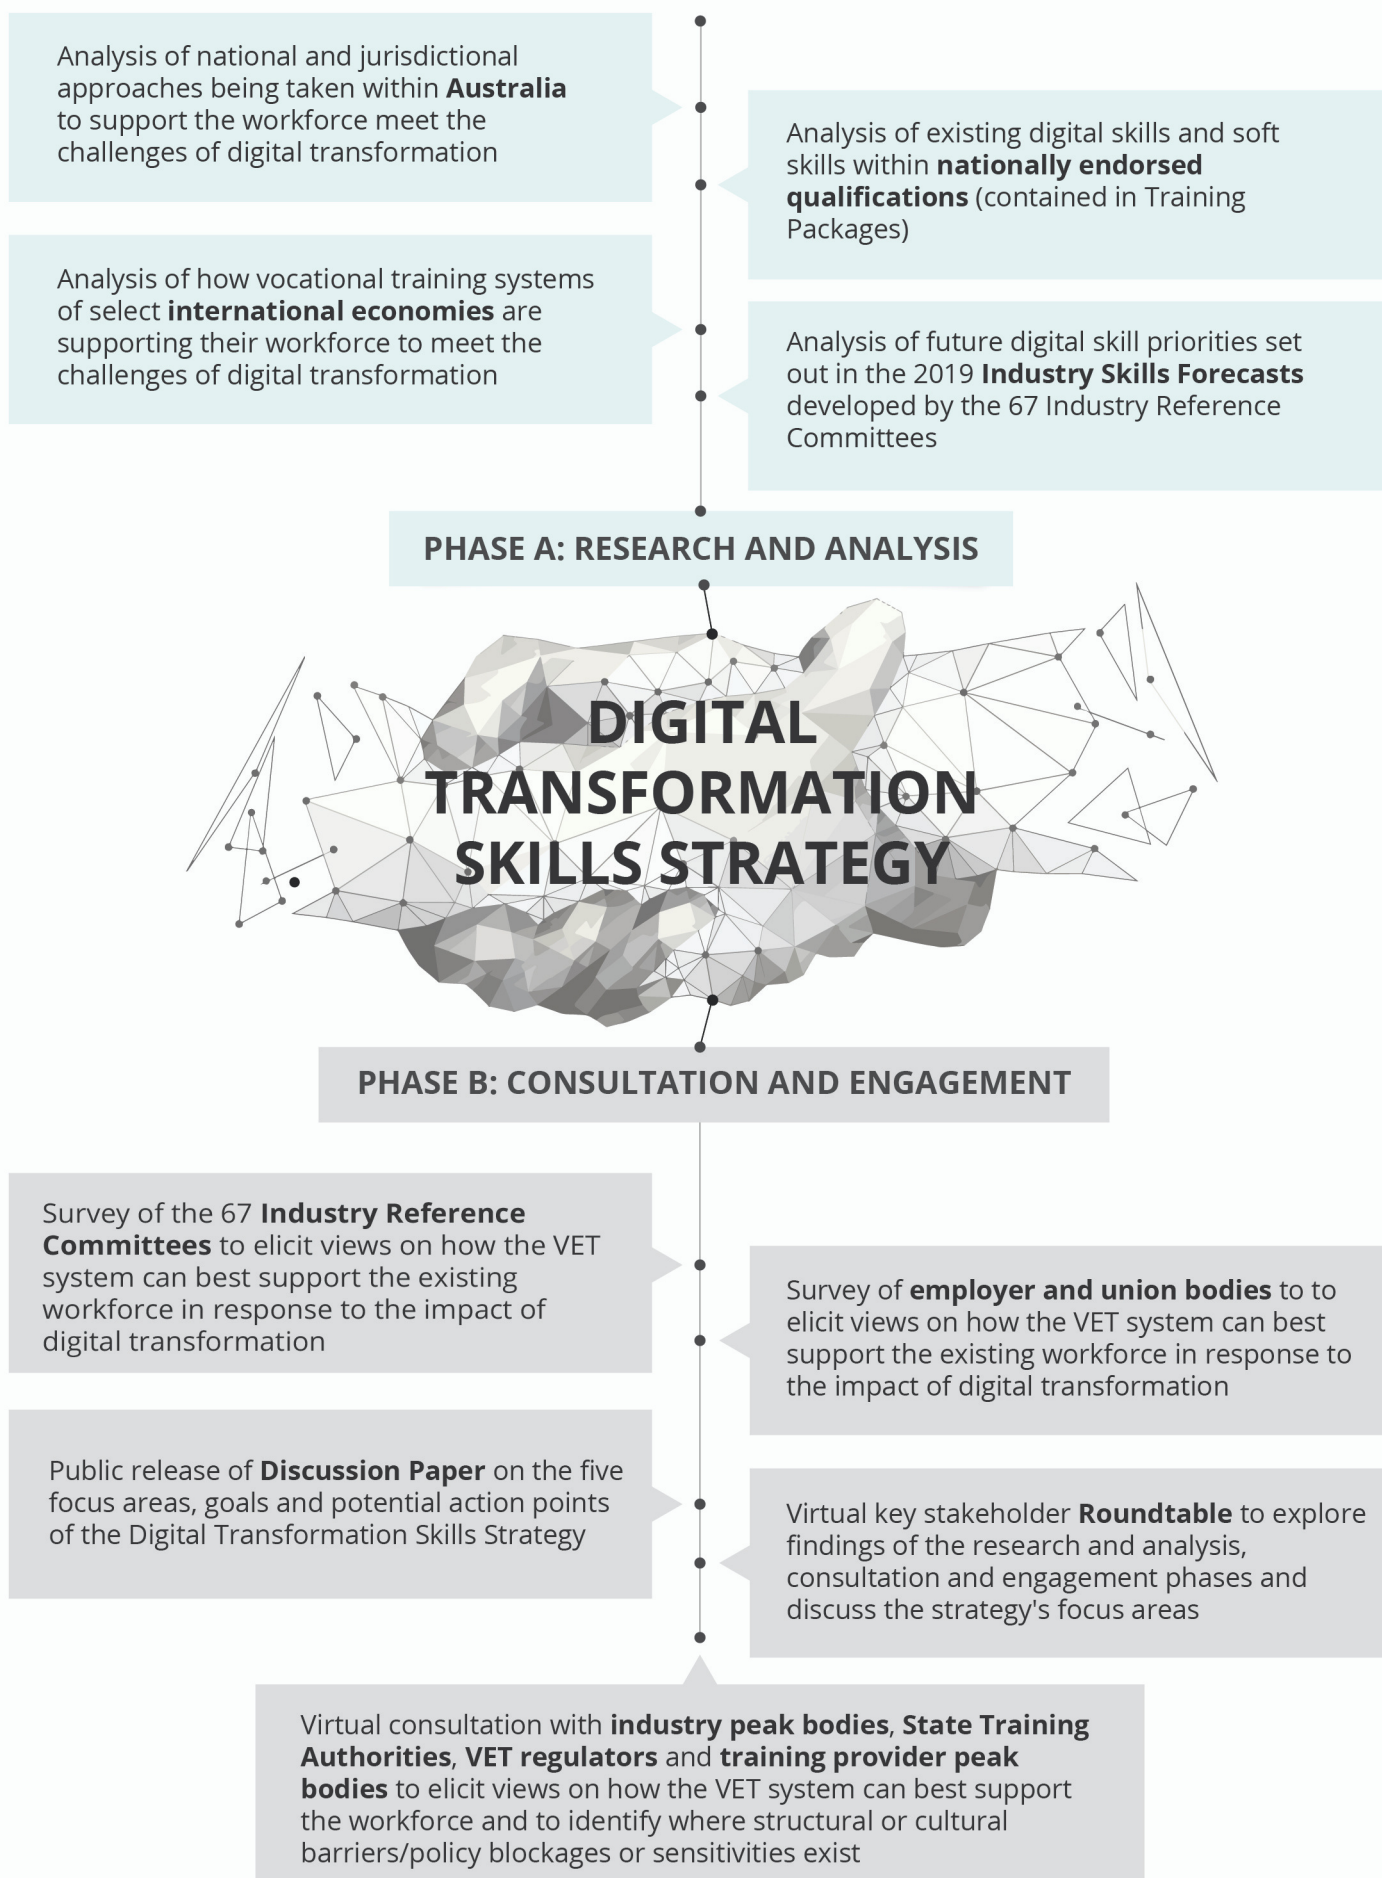 Analysis of national and jurisdictional
approaches being taken within Australia
to support the workforce meet the
challenges of digital transformation
Analysis of existing digital skills and soft
skills within nationally endorsed
qualifications (contained in Training
Packages)
Analysis of how vocational training systems
of select international economies are
supporting their workforce to meet the
challenges of digital transformation
Analysis of future digital skill priorities set
out in the 2019 Industry Skills Forecasts
developed by the 67 Industry Reference
Committees
PHASE A: RESEARCH AND ANALYSIS
DIGITAL
TRANSFORMATION
SKILLS STRATEGY
PHASE B: CONSULTATION AND ENGAGEMENT
Survey of the 67 Industry Reference
Committees to elicit views on how the VET
system can best support the existing
workforce in response to the impact of
digital transformation
Survey of employer and union bodies to to
elicit views on how the VET system can best
support the existing workforce in response to
the impact of digital transformation
Public release of Discussion Paper on the five
focus areas, goals and potential action points
of the Digital Transformation Skills Strategy
Virtual key stakeholder Roundtable to explore
findings of the research and analysis,
consultation and engagement phases and
discuss the strategy's focus areas
Virtual consultation with industry peak bodies, State Training
Authorities, VET regulators and training provider peak
bodies to elicit views on how the VET system can best support
the workforce and to identify where structural or cultural
barriers/policy blockages or sensitivities exist